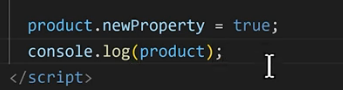 product.newProperty = true;
console.log(product);
</script>